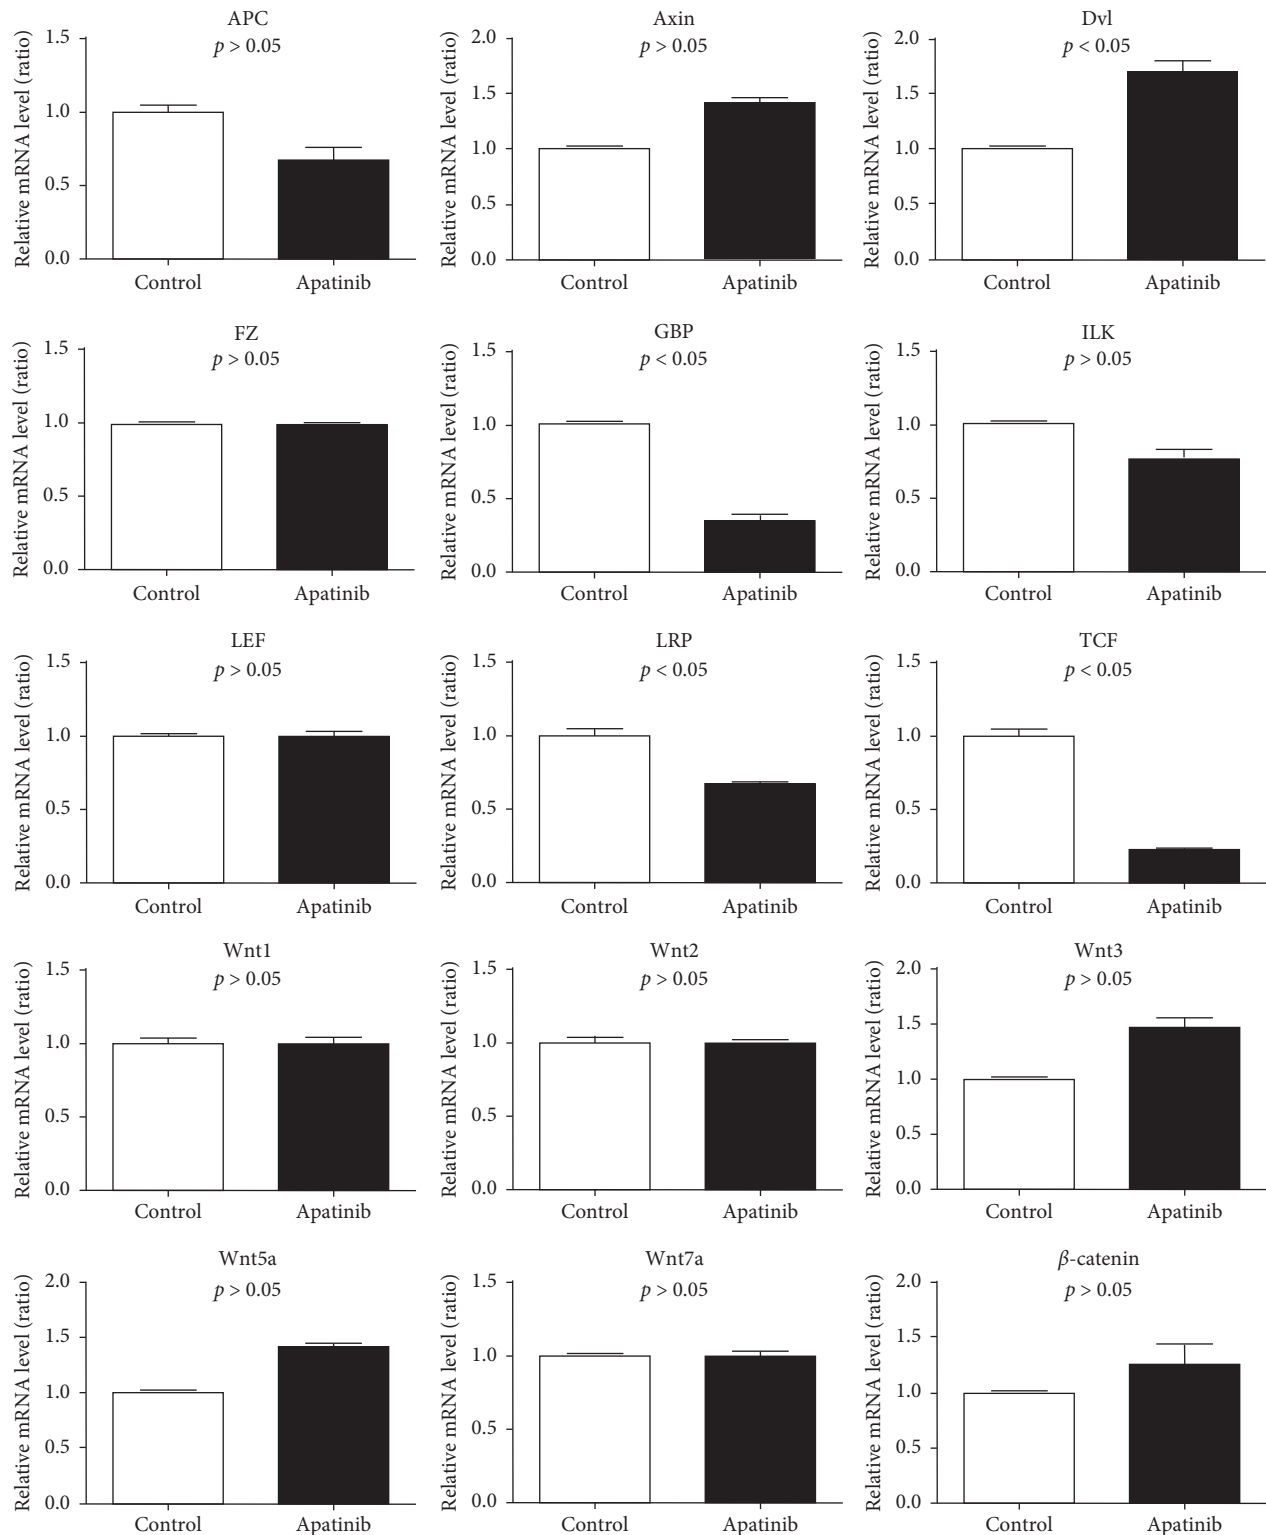 APC
p > 0.05
Relative mRNA level (ratio)
1.5
1.0
0.5
0.0
Control
Apatinib
Axin
p > 0.05
Relative mRNA level (ratio)
2.0
1.5
1.0
0.5
0.0
Control
Apatinib
Dvl
p < 0.05
Relative mRNA level (ratio)
2.0
1.5
1.0
0.5
0.0
Control
Apatinib
FZ
p > 0.05
Relative mRNA level (ratio)
1.5
1.0
0.5
0.0
Control
Apatinib
GBP
p < 0.05
Relative mRNA level (ratio)
1.5
1.0
0.5
0.0
Control
Apatinib
ILK
p > 0.05
Relative mRNA level (ratio)
1.5
1.0
0.5
0.0
Control
Apatinib
LEF
p > 0.05
Relative mRNA level (ratio)
1.5
1.0
0.5
0.0
Control
Apatinib
LRP
p < 0.05
Relative mRNA level (ratio)
1.5
1.0
0.5
0.0
Control
Apatinib
TCF
p < 0.05
Relative mRNA level (ratio)
1.5
1.0
0.5
0.0
Control
Apatinib
Wnt1
p > 0.05
Relative mRNA level (ratio)
1.5
1.0
0.5
0.0
Control
Apatinib
Wnt2
p > 0.05
Relative mRNA level (ratio)
1.5
1.0
0.5
0.0
Control
Apatinib
Wnt3
p > 0.05
Relative mRNA level (ratio)
2.0
1.5
1.0
0.5
0.0
Control
Apatinib
Wnt5a
p > 0.05
Relative mRNA level (ratio)
2.0
1.5
1.0
0.5
0.0
Control
Apatinib
Wnt7a
p > 0.05
Relative mRNA level (ratio)
1.5
1.0
0.5
0.0
Control
Apatinib
β-catenin
p > 0.05
Relative mRNA level (ratio)
2.0
1.5
1.0
0.5
0.0
Control
Apatinib